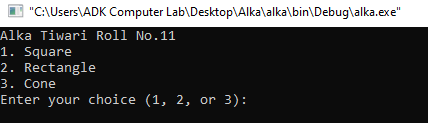 "C:\Users\ADK Computer Lab\Desktop\Alka\alka\bin\Debug\alka.exe"
Alka Tiwari Roll No.11
1. Square
2. Rectangle
3. Cone
Enter your choice (1, 2, or 3):